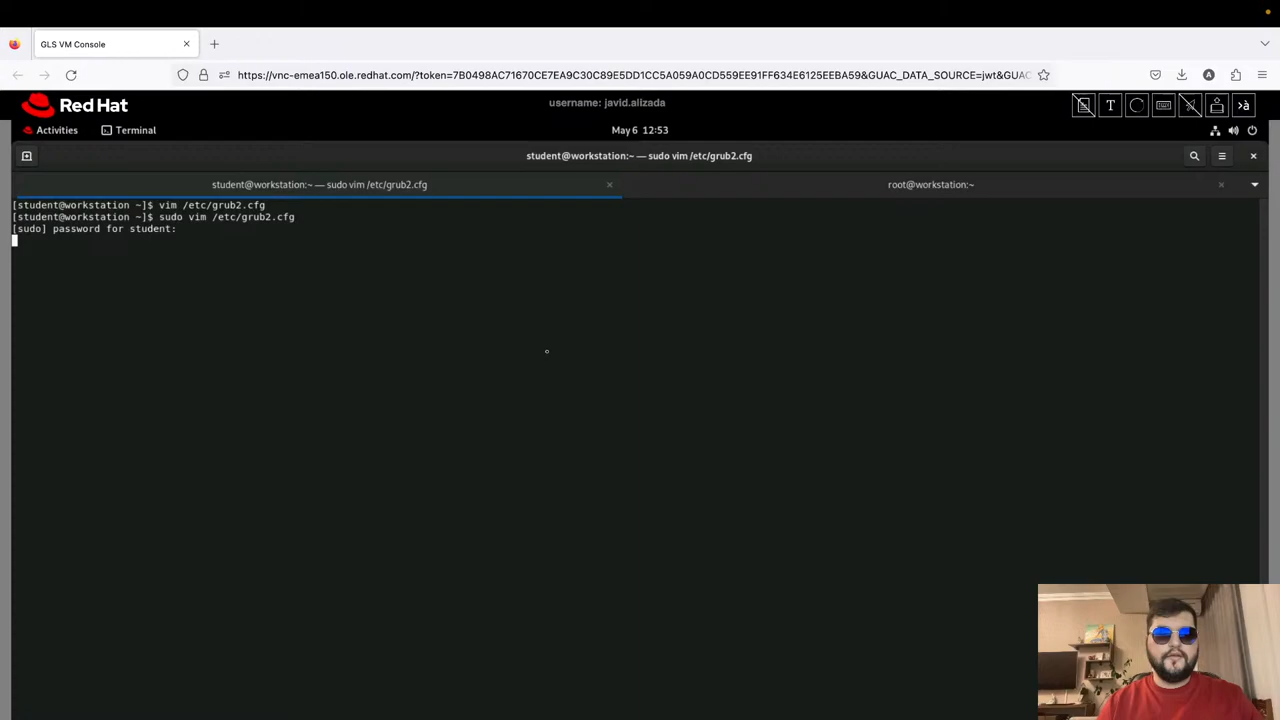 GLS VM Console
https://vnc-emea150.ole.redhat.com/?token=7B0498AC71670CE7EA9C30C89E5DD1CC5A059A0CD559EE91FF634E6125EEBA59&GUAC_DATA_SOURCE=jwt&GUAC
Red Hat
username: javid.alizada
T
Activities
Terminal
May 6 12:53
student@workstation:~ — sudo vim /etc/grub2.cfg
student@workstation:~ — sudo vim /etc/grub2.cfg
root@workstation:~
[student@workstation ~]$ vim /etc/grub2.cfg
[student@workstation ~]$ sudo vim /etc/grub2.cfg
[sudo] password for student: